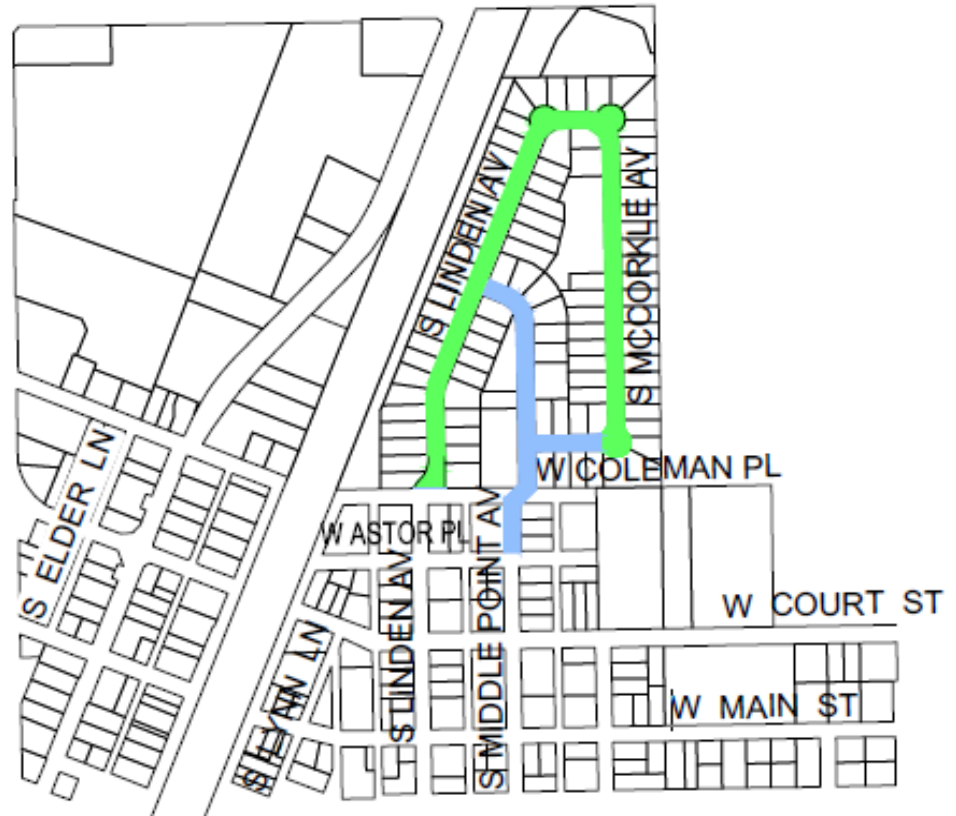 S LINDEN AV
S MCCORKLE AV
S ELDER LN
W COLEMAN PL
W ASTOR PL
S LINDEN AV
S MIDDLE POINT AV
W COURT ST
S LYNN LN
W MAIN ST